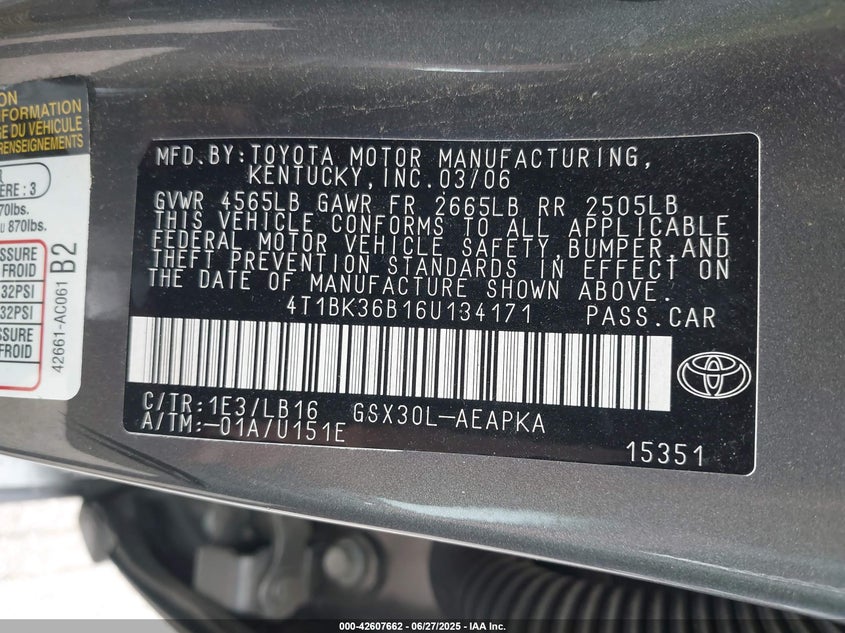 ON
FORMATION
GE DU VÉHICULE
RENSEIGNEMENTS
ÈRE : 3
70lbs.
u 870lbs.
SSURE
FROID
32PSI
32PSI
SSURE
FROID
42661-AC061 B2
MFD.BY:TOYOTA MOTOR MANUFACTURING,
KENTUCKY,INC.03/06
GVWR 4565LB GAWR FR 2665LB RR 2505LB
THIS VEHICLE CONFORMS TO ALL APPLICABLE
FEDERAL MOTOR VEHICLE SAFETY,BUMPER,AND
THEFT PREVENTION STANDARDS IN EFFECT ON
THE DATE OF MANUFACTURE SHOWN ABOVE.
4T1BK36B16U134171 PASS.CAR
C/TR:1E3/LB16 GSX30L-AEAPKA
A/TM:-01A/U151E
15351
000-42607662 - 06/27/2025 - IAA Inc.